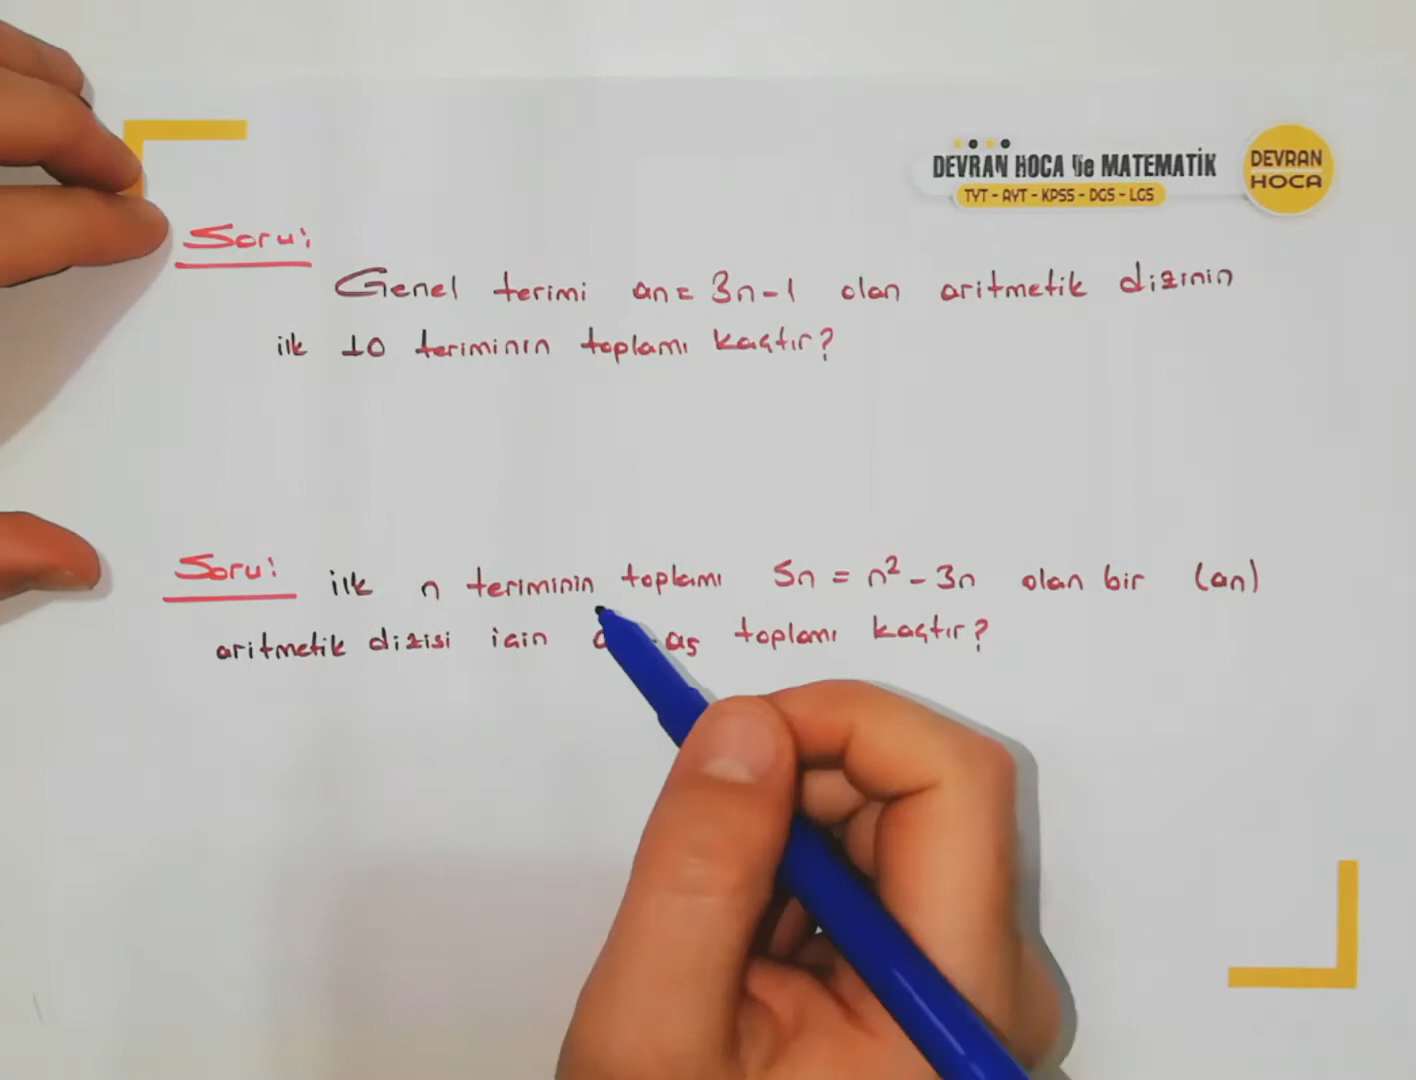 DEVRAN HOCA ile MATEMATİK
TYT - AYT - KPSS - DGS - LGS
DEVRAN
HOCA
Soru:
Genel terimi an = 3n-1 olan aritmetik dizinin
ilk 10 teriminin toplamı kaçtır?
Soru: ilk n teriminin toplamı Sn = n² - 3n olan bir (an)
aritmetik dizisi için a5 toplamı kaçtır?